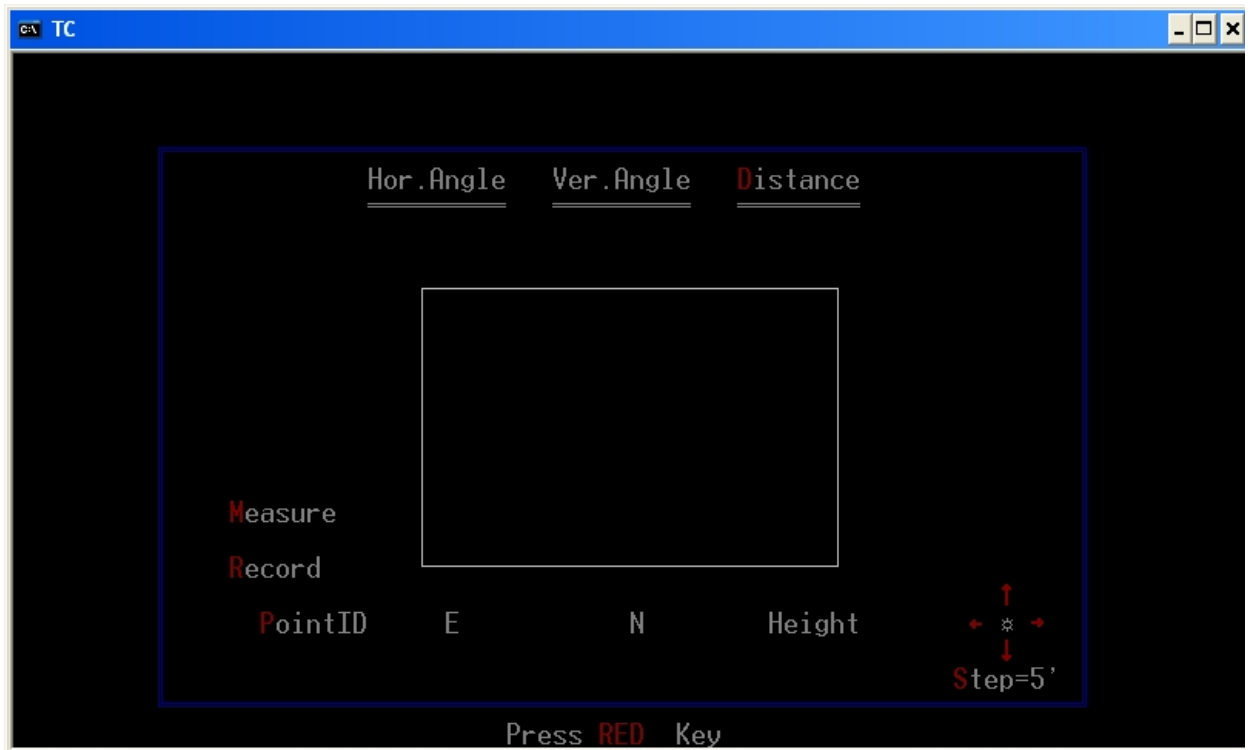 TC
Hor.Angle Ver.Angle Distance
Measure
Record
PointID E N Height
Step=5'
Press RED Key